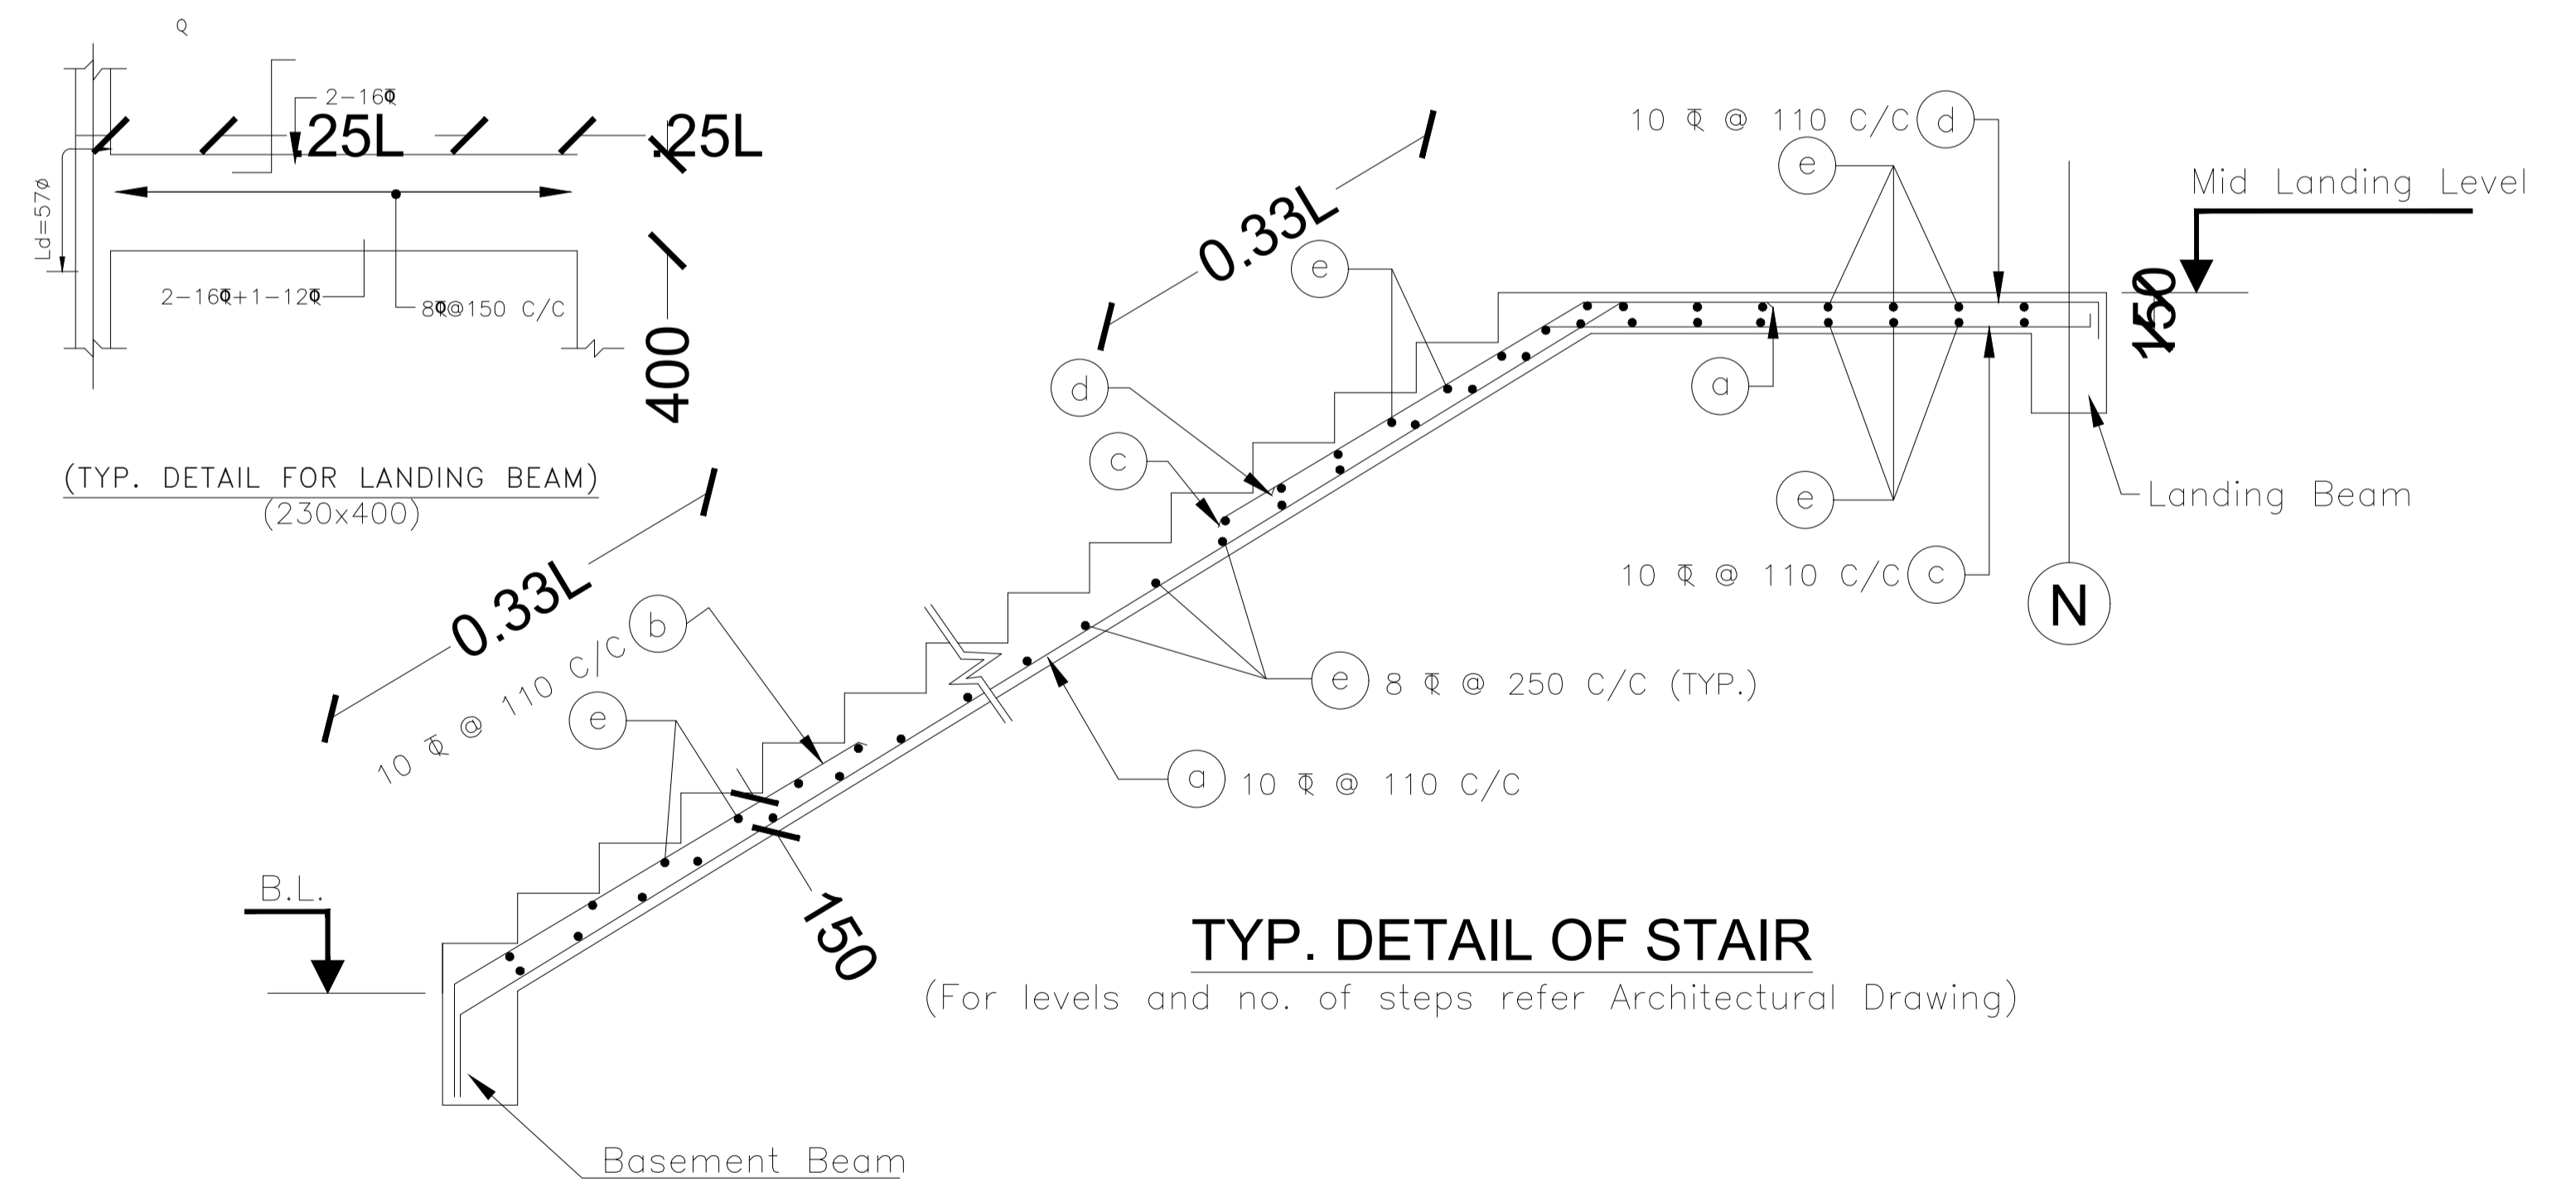 Q
2-16Φ
.25L
.25L
Ld=57ø
2-16Φ+1-12Φ
8Φ@150 C/C
400
(TYP. DETAIL FOR LANDING BEAM)
(230x400)
0.33L
10 Φ @ 110 C/C
b
e
B.L.
150
Basement Beam
0.33L
e
d
c
10 Φ @ 110 C/C
d
e
Mid Landing Level
150
a
e
Landing Beam
10 Φ @ 110 C/C
c
N
e
8 Φ @ 250 C/C (TYP.)
a
10 Φ @ 110 C/C
TYP. DETAIL OF STAIR
(For levels and no. of steps refer Architectural Drawing)